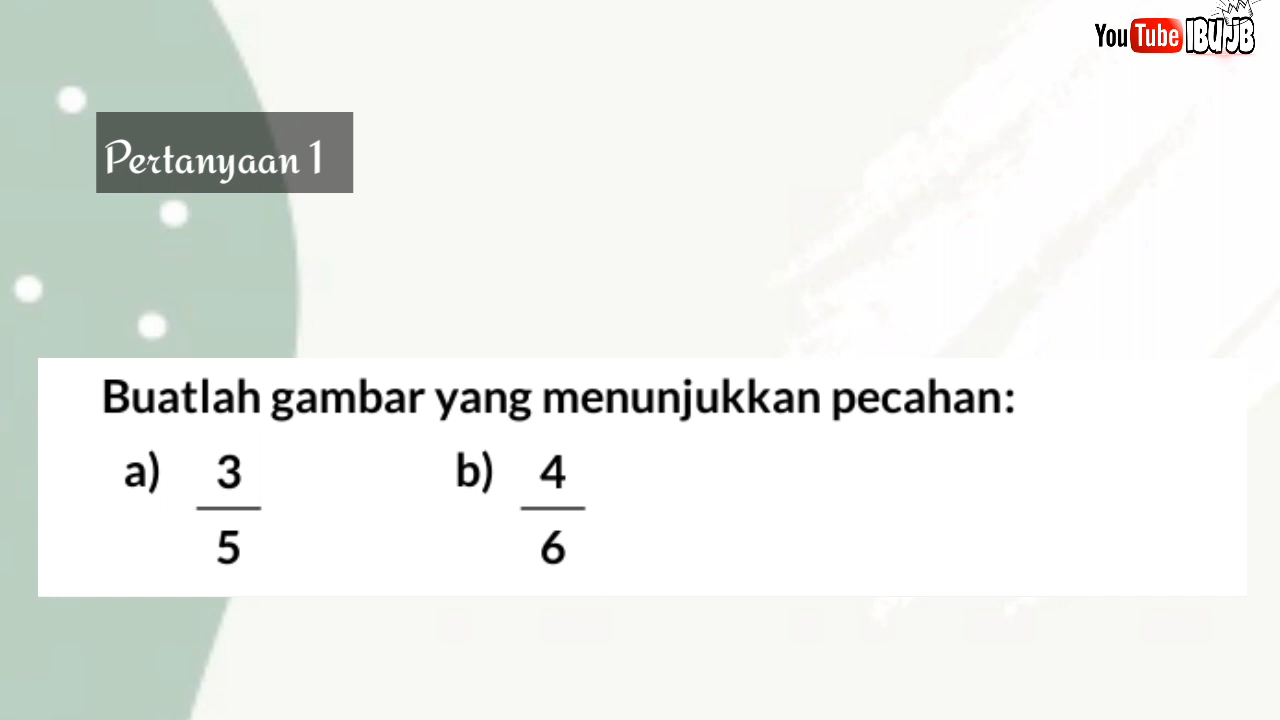 YouTube IBUJB
Pertanyaan 1
Buatlah gambar yang menunjukkan pecahan:
a) 3/5 b) 4/6